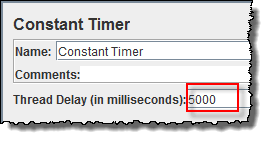 Constant Timer
Name: Constant Timer
Comments:
Thread Delay (in milliseconds): 5000